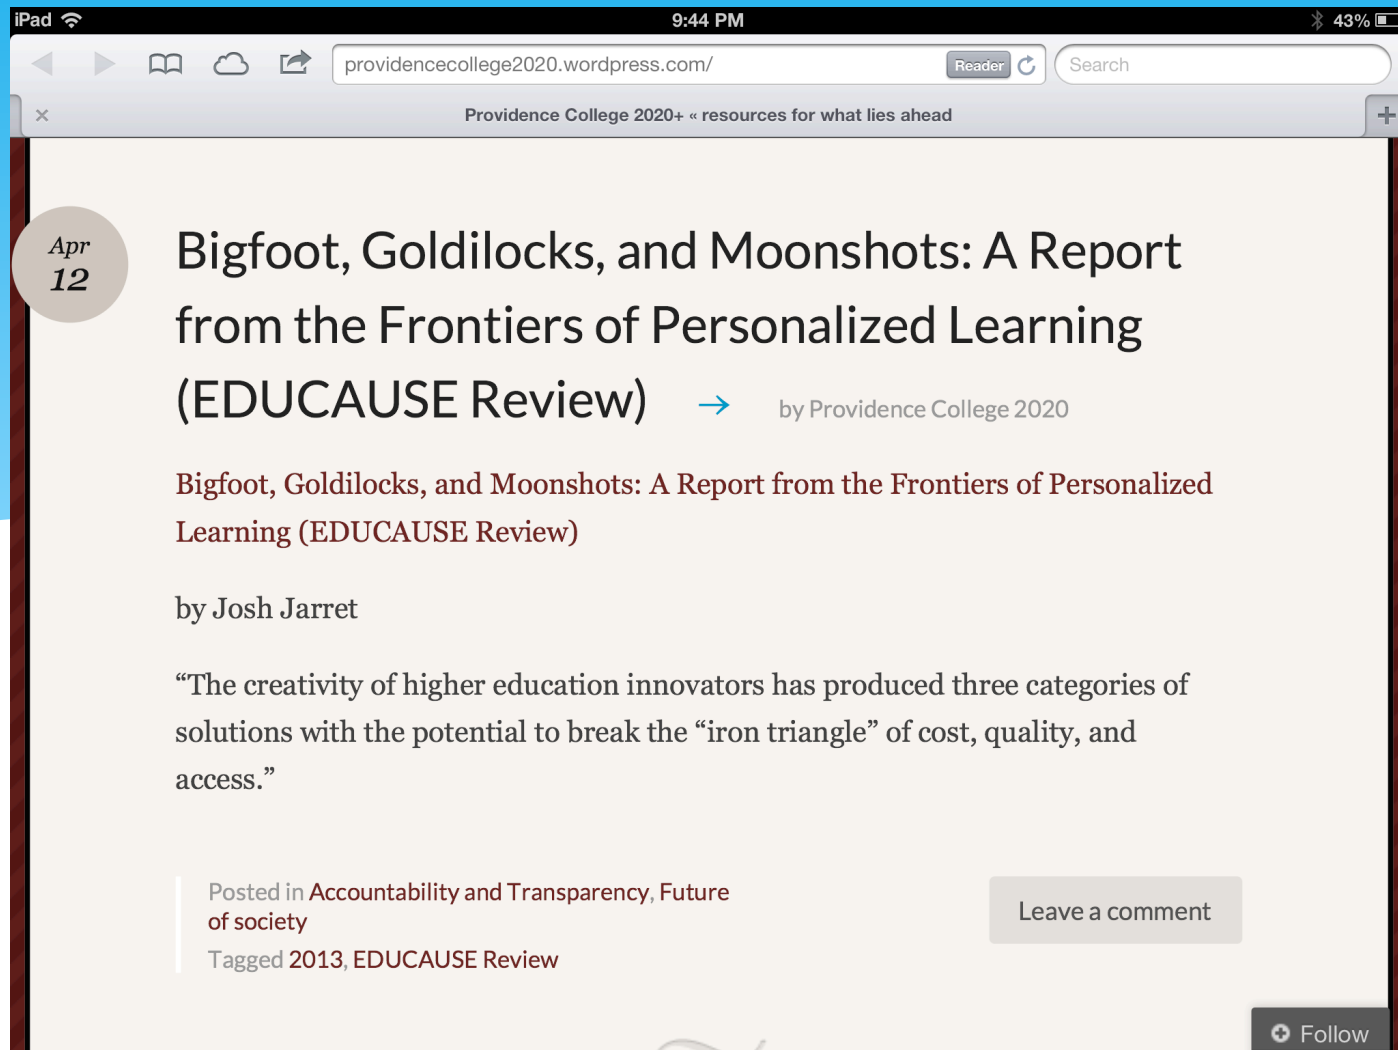 iPad 9:44 PM 43%
providencecollege2020.wordpress.com/ Reader Search
Providence College 2020+ « resources for what lies ahead
Apr
12
Bigfoot, Goldilocks, and Moonshots: A Report
from the Frontiers of Personalized Learning
(EDUCAUSE Review) → by Providence College 2020
Bigfoot, Goldilocks, and Moonshots: A Report from the Frontiers of Personalized
Learning (EDUCAUSE Review)
by Josh Jarret
“The creativity of higher education innovators has produced three categories of
solutions with the potential to break the “iron triangle” of cost, quality, and
access.”
Posted in Accountability and Transparency, Future
of society
Tagged 2013, EDUCAUSE Review
Leave a comment
Follow